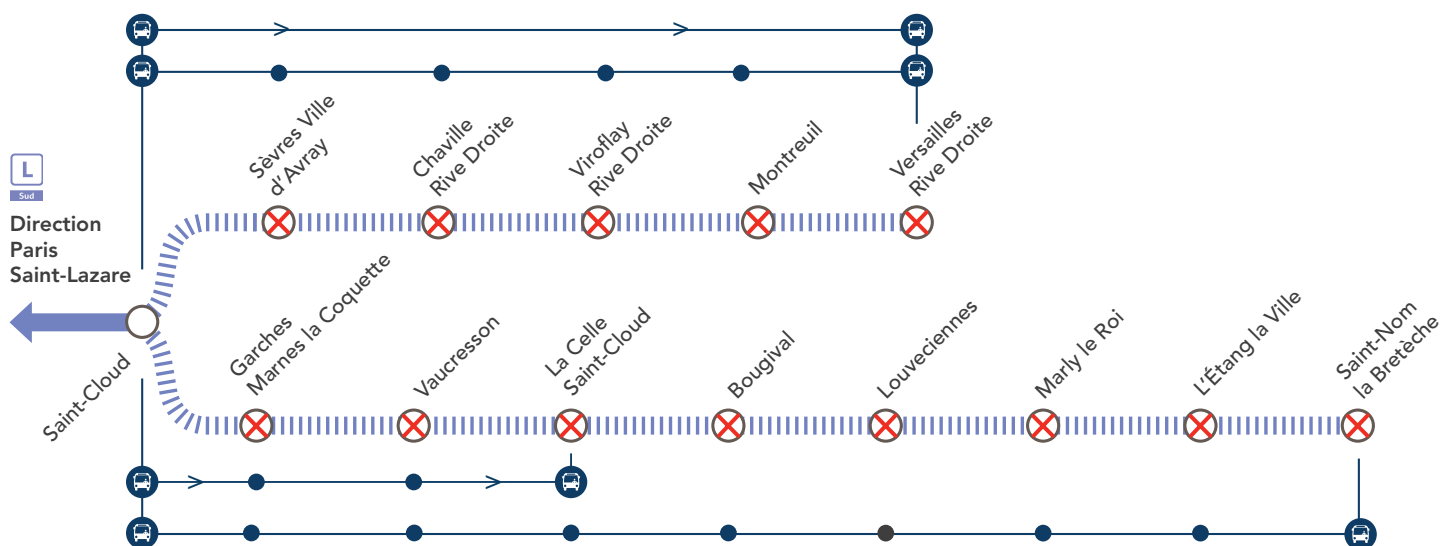 Sèvres Ville
d'Avray
Chaville
Rive Droite
Viroflay
Rive Droite
Montreuil
Versailles
Rive Droite
L
Sud
Direction
Paris
Saint-Lazare
Saint-Cloud
Garches
Marnes la Coquette
Vaucresson
La Celle
Saint-Cloud
Bougival
Louveciennes
Marly le Roi
L'Étang la Ville
Saint-Nom
la Bretèche